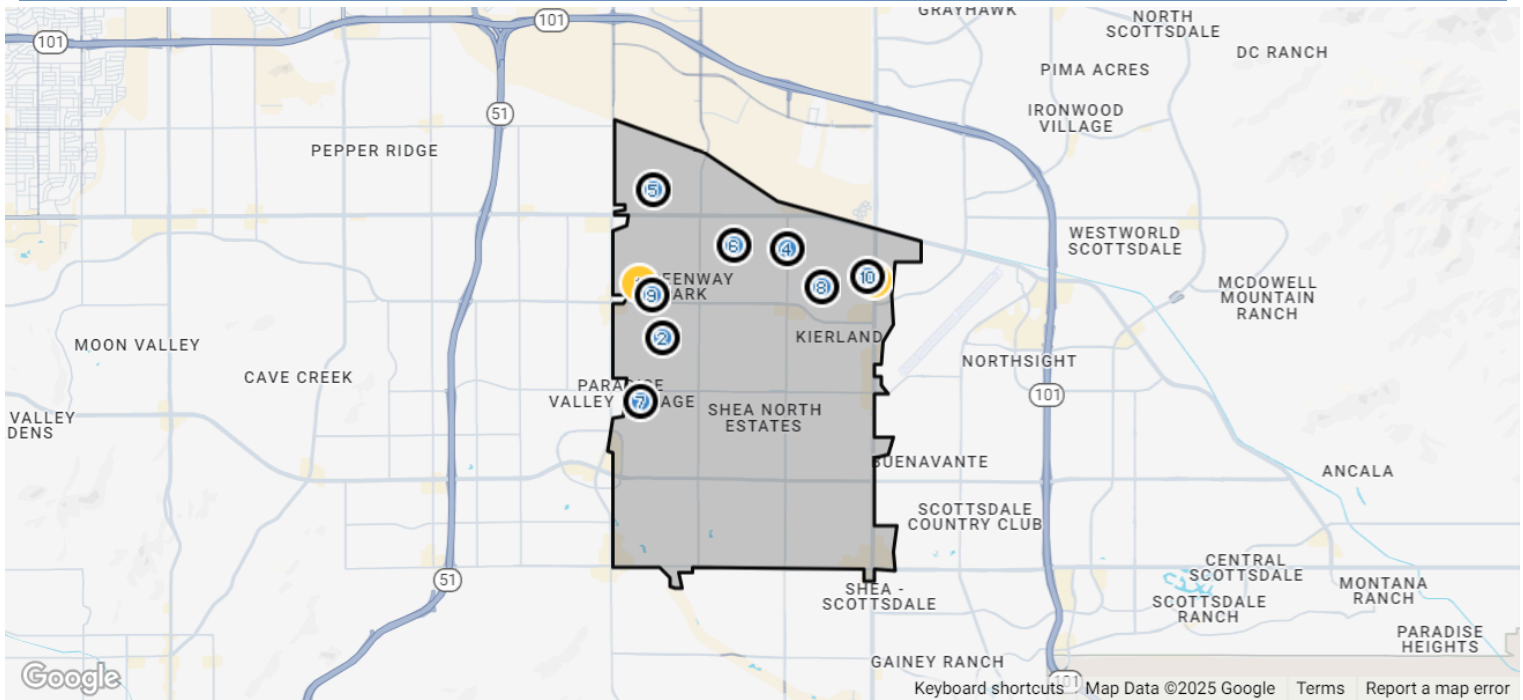 GRAYHAWK
NORTH
SCOTTSDALE
101
101
DC RANCH
PIMA ACRES
51
IRONWOOD
VILLAGE
PEPPER RIDGE
5
WESTWORLD
SCOTTSDALE
6
4
10
8
9
MCDOWELL
MOUNTAIN
RANCH
2
KIERLAND
MOON VALLEY
NORTHSIGHT
CAVE CREEK
101
7
SHEA NORTH
ESTATES
VALLEY
DENS
BUENAVANTE
ANCALA
SCOTTSDALE
COUNTRY CLUB
CENTRAL
SCOTTSDALE
51
MONTANA
RANCH
SHEA -
SCOTTSDALE
SCOTTSDALE
RANCH
PARADISE
HEIGHTS
GAINEY RANCH
101
Google
Keyboard shortcuts
Map Data ©2025 Google
Terms
Report a map error